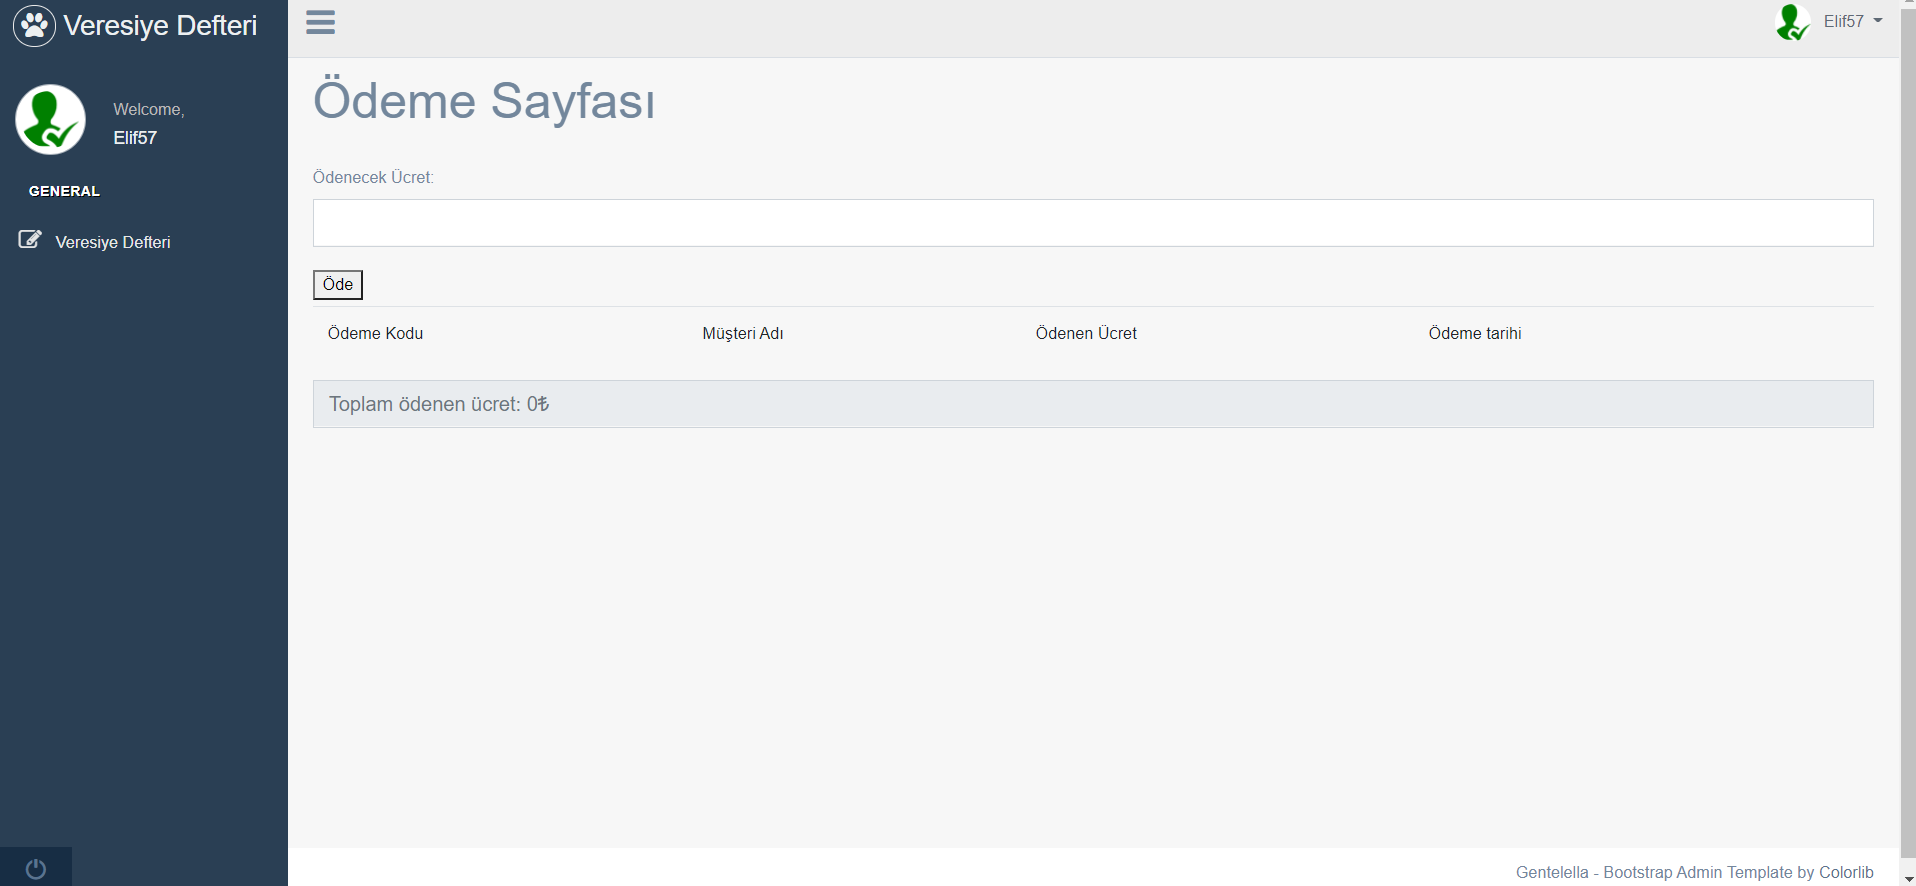 Veresiye Defteri
Elif57
Welcome,
Elif57
GENERAL
Veresiye Defteri
Ödeme Sayfası
Ödenecek Ücret:
Öde
Ödeme Kodu Müşteri Adı Ödenen Ücret Ödeme tarihi
Toplam ödenen ücret: 0₺
Gentelella - Bootstrap Admin Template by Colorlib